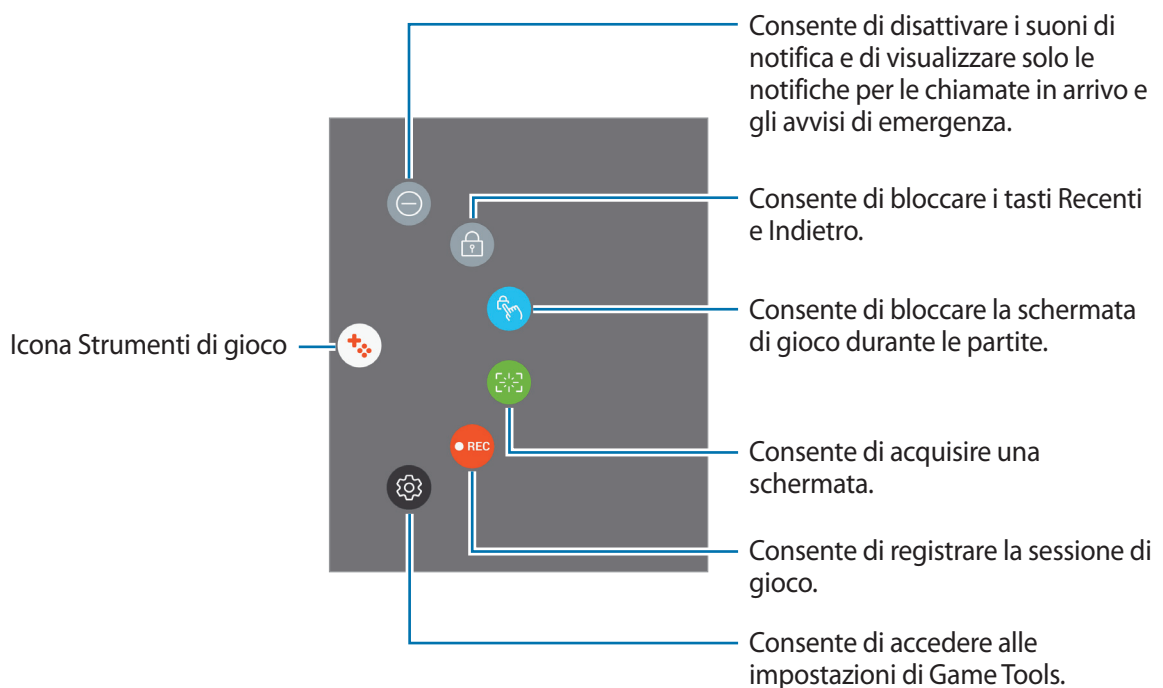 Consente di disattivare i suoni di
notifica e di visualizzare solo le
notifiche per le chiamate in arrivo e
gli avvisi di emergenza.
Consente di bloccare i tasti Recenti
e Indietro.
Consente di bloccare la schermata
di gioco durante le partite.
Icona Strumenti di gioco
Consente di acquisire una
schermata.
REC
Consente di registrare la sessione di
gioco.
Consente di accedere alle
impostazioni di Game Tools.